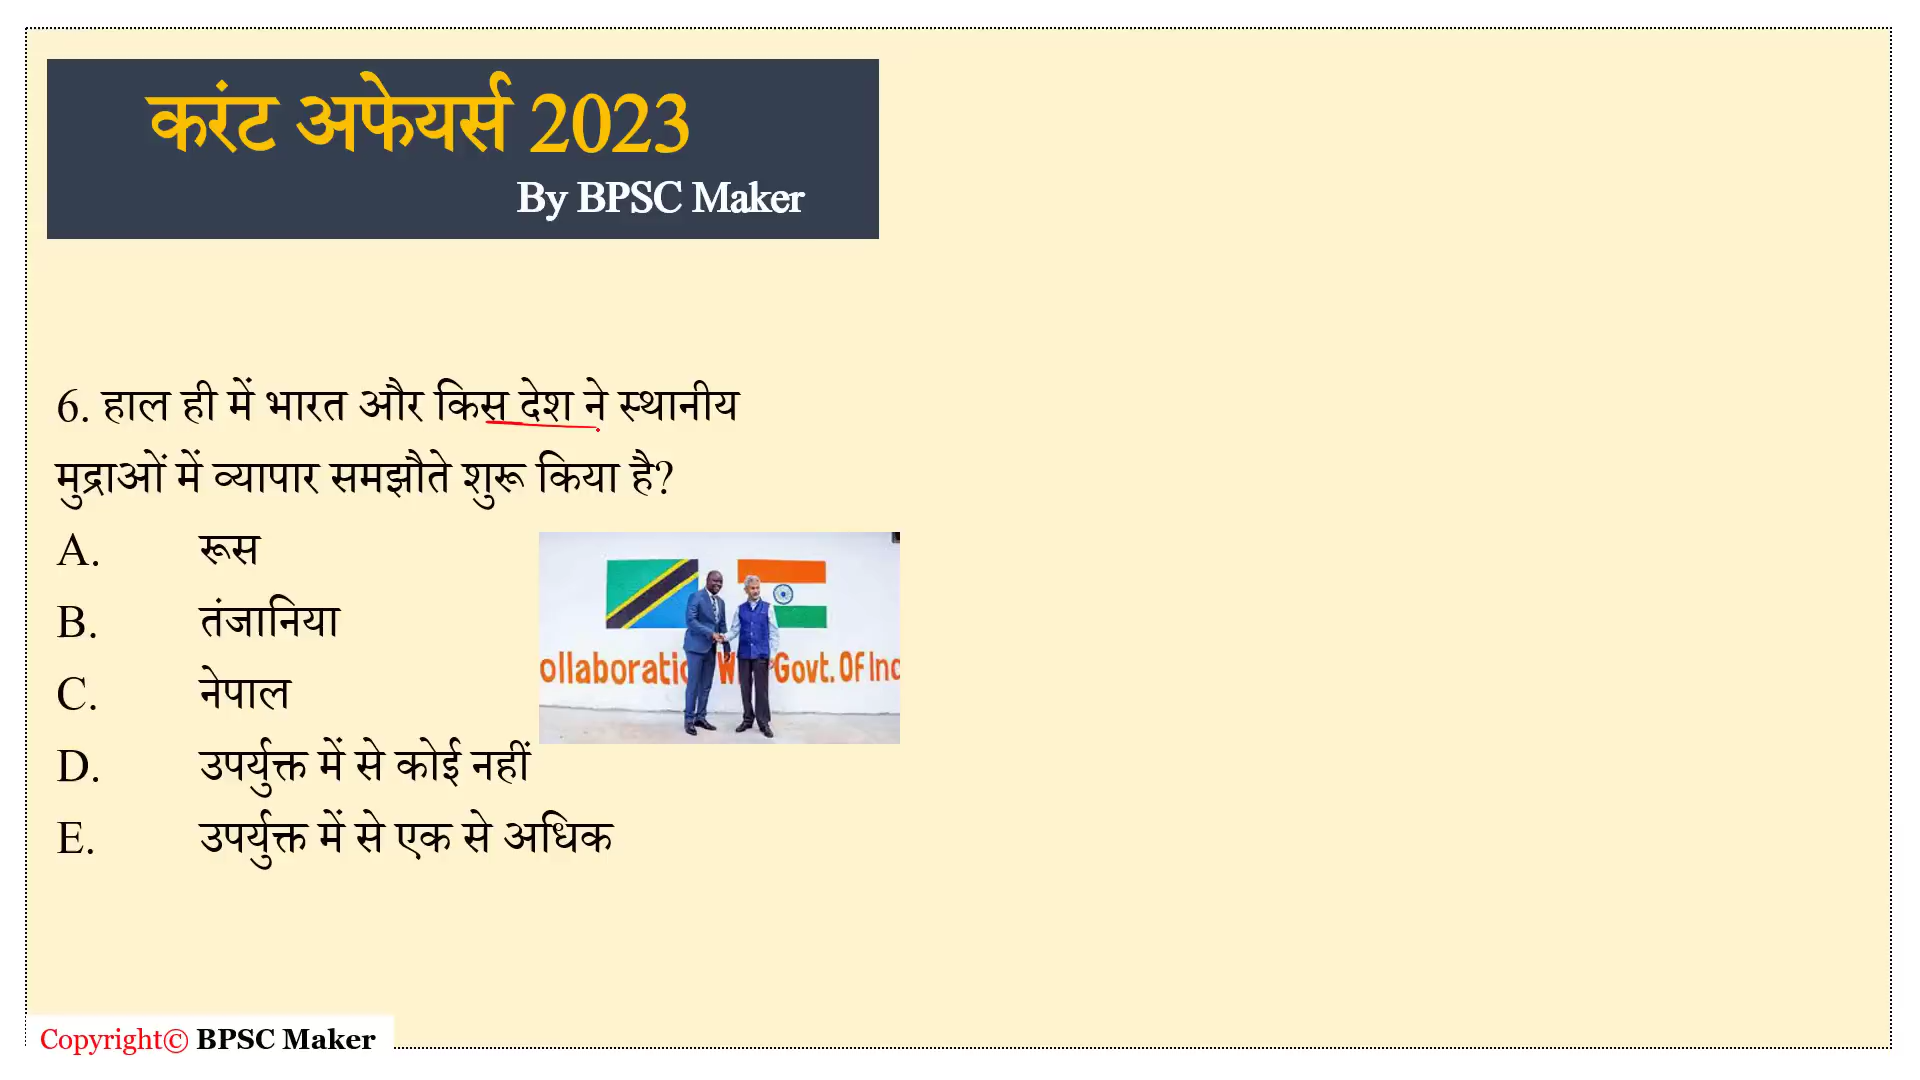 करंट अफेयर्स 2023
By BPSC Maker
6. हाल ही में भारत और किस देश ने स्थानीय
मुद्राओं में व्यापार समझौते शुरू किया है?
A. रूस
B. तंजानिया
C. नेपाल
D. उपर्युक्त में से कोई नहीं
E. उपर्युक्त में से एक से अधिक
ollaboratio W Govt. Of Ind
Copyright© BPSC Maker